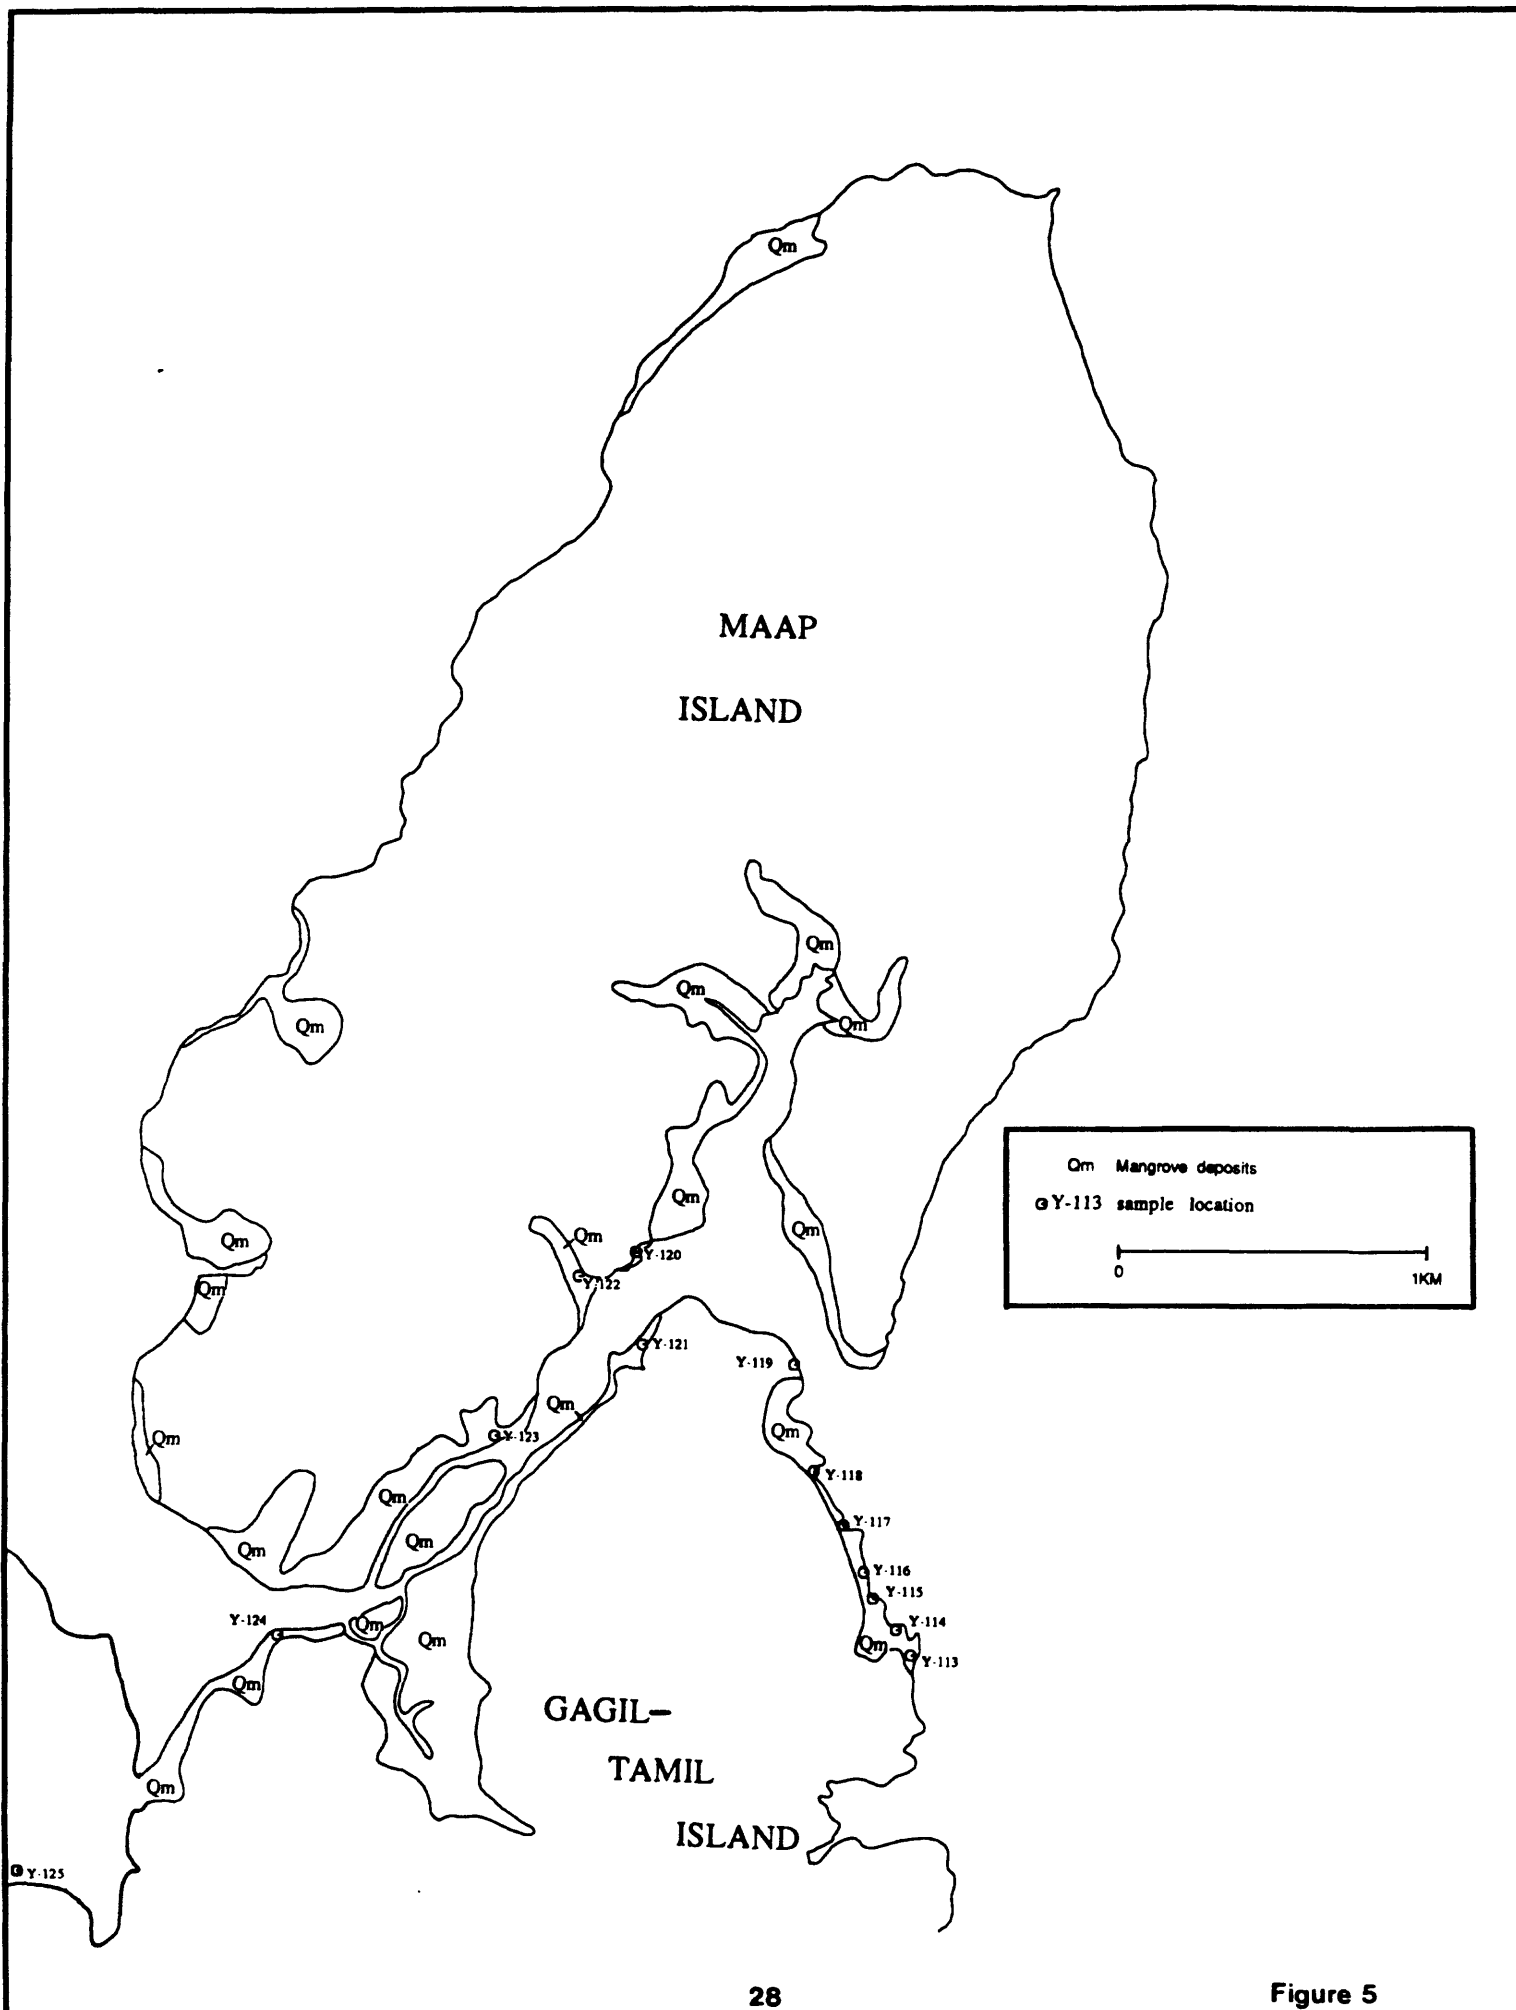 Qm
MAAP
ISLAND
Qm
Qm
Qm
Qm
Qm
Qm
Qm
Qm
Qm
Y-120
Y-122
Qm
Y-121
Y-119
Qm
Qm
Qm
Y-123
Y-118
Qm
Y-117
Qm
Qm
Y-116
Y-115
Y-124
Qm
Y-114
Qm
Qm
Y-113
Qm
GAGIL-
TAMIL
ISLAND
Qm
Y-125
Qm Mangrove deposits
Y-113 sample location
0 1KM
28
Figure 5